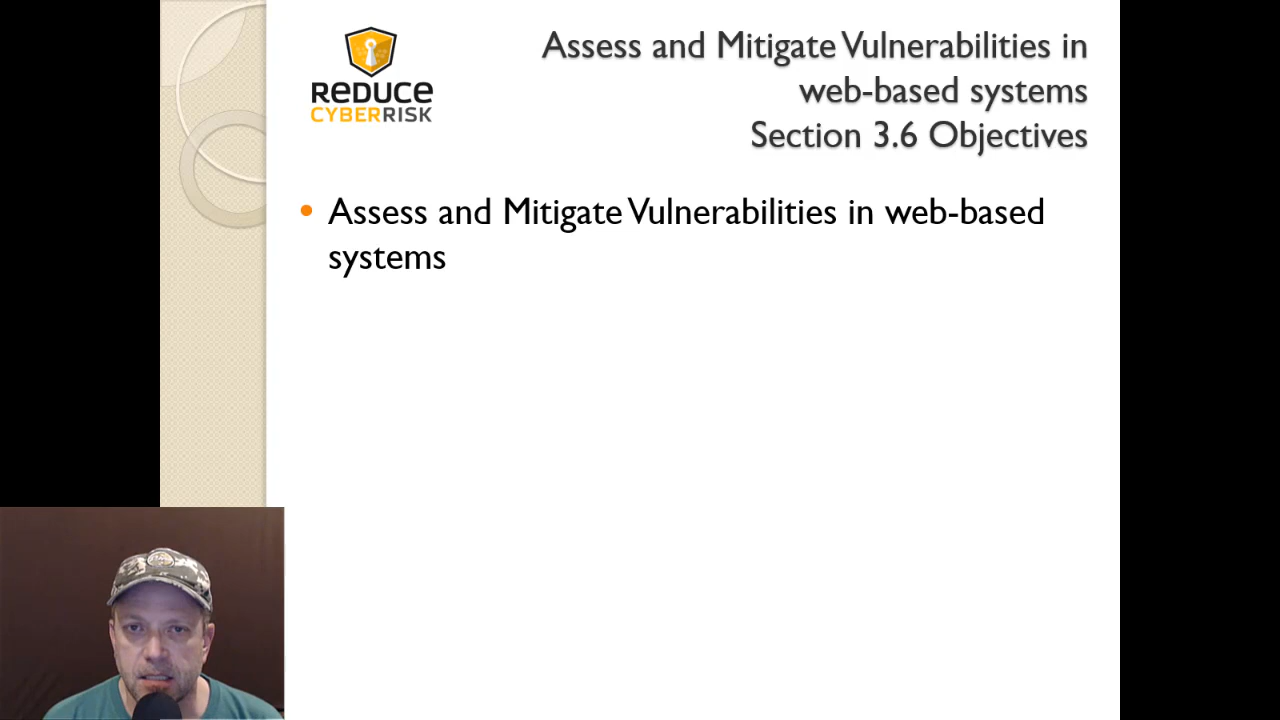 REDUCE
CYBERRISK
Assess and Mitigate Vulnerabilities in
web-based systems
Section 3.6 Objectives
Assess and Mitigate Vulnerabilities in web-based
systems